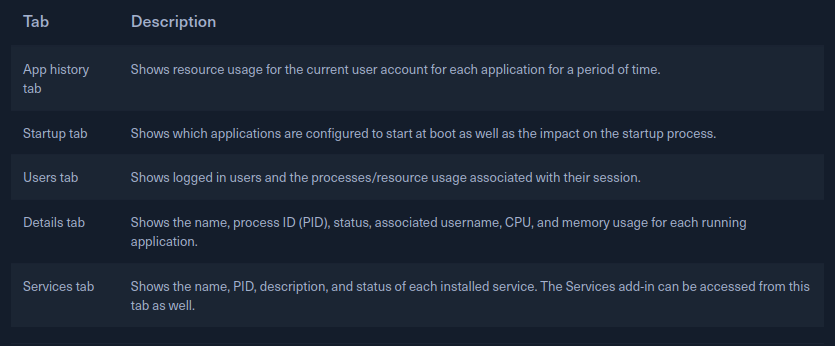 Tab Description
App history Shows resource usage for the current user account for each application for a period of time.
tab
Startup tab Shows which applications are configured to start at boot as well as the impact on the startup process.
Users tab Shows logged in users and the processes/resource usage associated with their session.
Details tab Shows the name, process ID (PID), status, associated username, CPU, and memory usage for each running
application.
Services tab Shows the name, PID, description, and status of each installed service. The Services add-in can be accessed from this
tab as well.